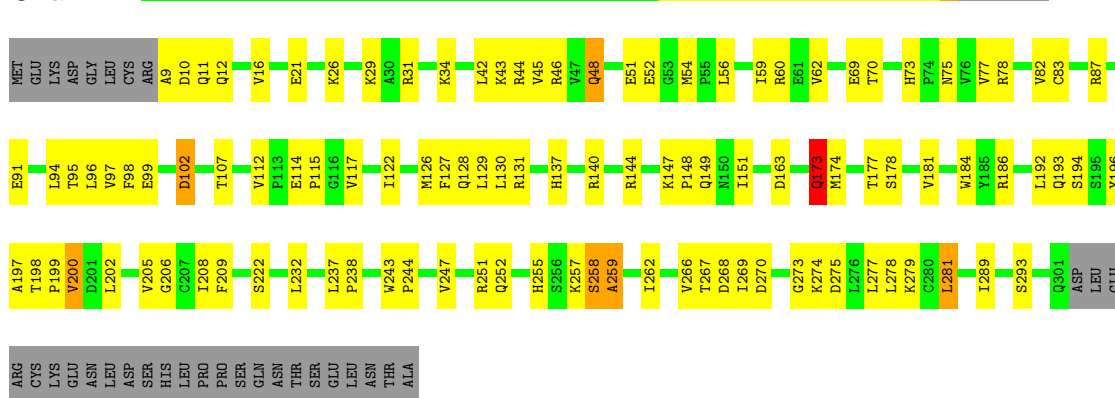 MET GLU LYS ASP GLY LEU CYS ARG A9 D10 Q11 Q12 V16 E21 K26 K29 A30 R31 K34 L42 K43 R44 V45 R46 V47 Q48 E51 E52 G53 M54 P55 L56 I59 R60 E61 V62 E69 T70 H73 P74 N75 V76 V77 R78 V82 C83 R87
E91 L94 T95 L96 V97 F98 E99 D102 T107 V112 P113 E114 P115 G116 V117 I122 M126 F127 Q128 L129 L130 R131 H137 R140 R144 K147 P148 Q149 N150 I151 D163 Q173 M174 T177 S178 V181 W184 Y185 R186 L192 Q193 S194 S195 Y196
A197 T198 P199 V200 D201 L202 V205 G206 G207 I208 F209 S222 L232 L237 P238 W243 P244 V247 R251 Q252 H255 S256 K257 S258 A259 I262 V266 T267 D268 I269 D270 G273 K274 D275 L276 L277 L278 K279 C280 L281 I289 S293 Q301 ASP LEU GLU
ARG CYS LYS GLU ASN LEU ASP SER HIS LEU PRO PRO SER GLN ASN THR SER GLU LEU ASN THR ALA